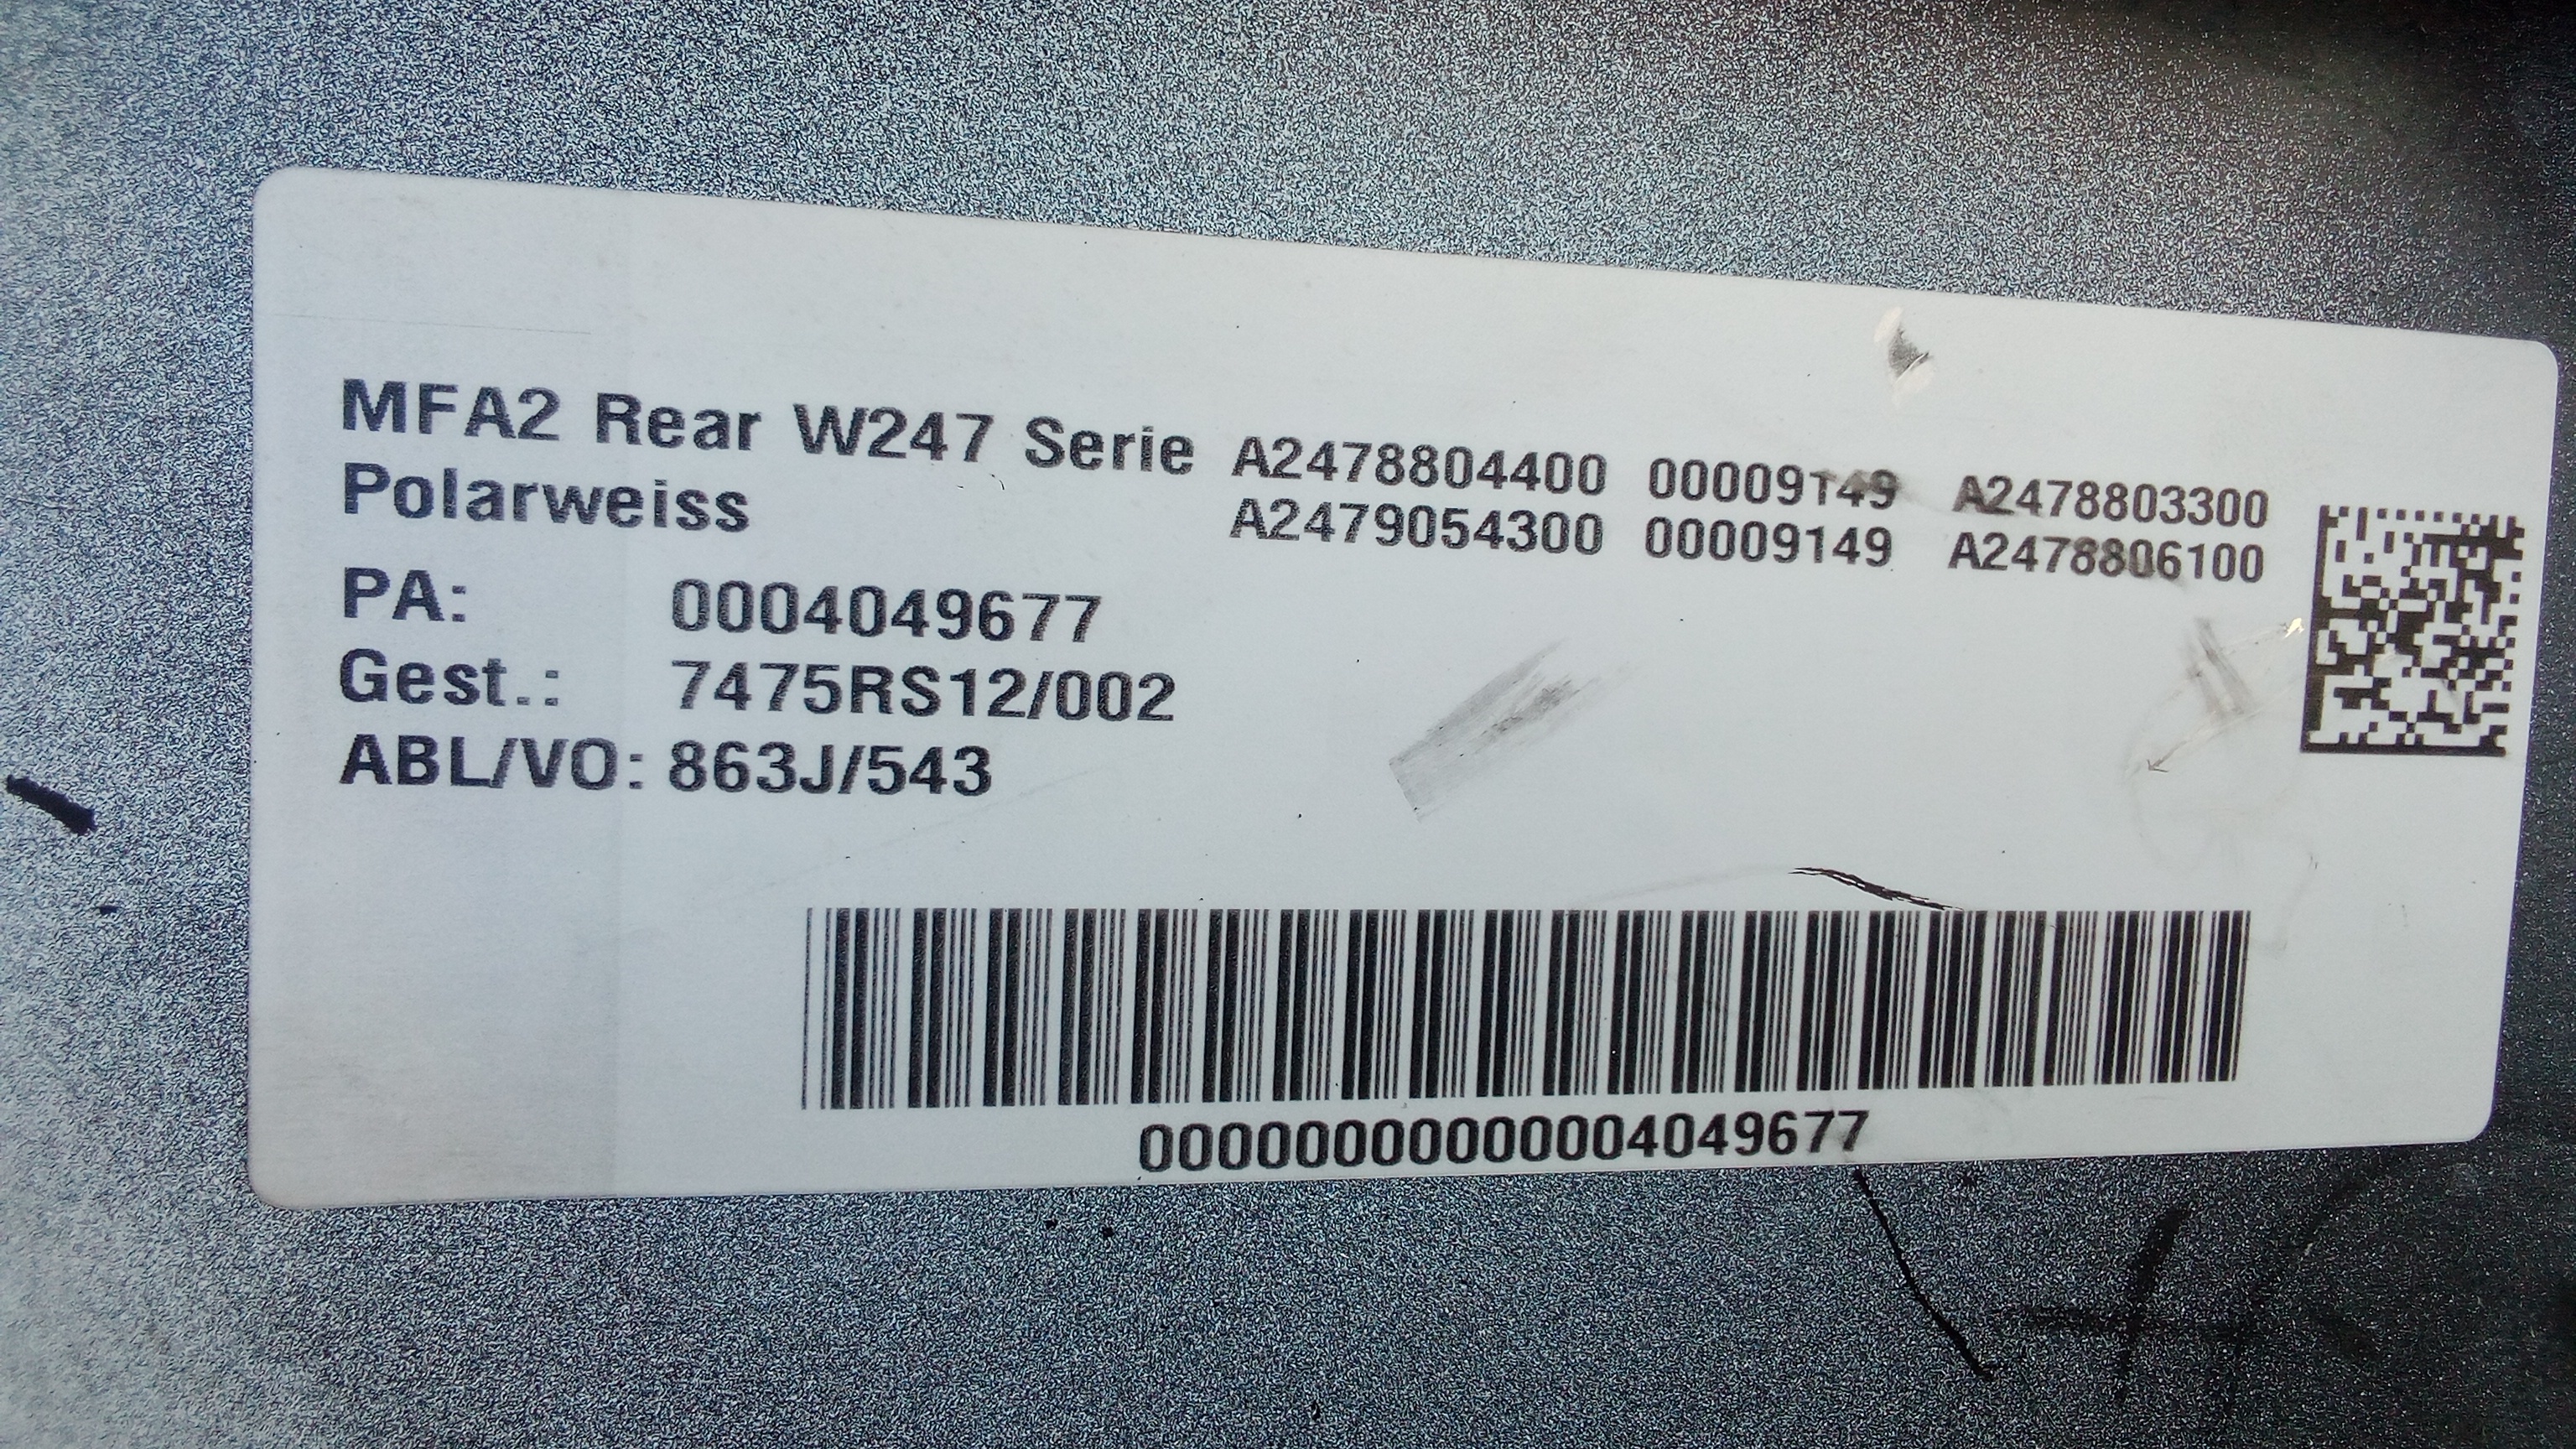 MFA2 Rear W247 Serie A2478804400 00009149 A2478803300
Polarweiss A2479054300 00009149 A2478806100
PA: 0004049677
Gest.: 7475RS12/002
ABL/VO: 863J/543
0000000000004049677